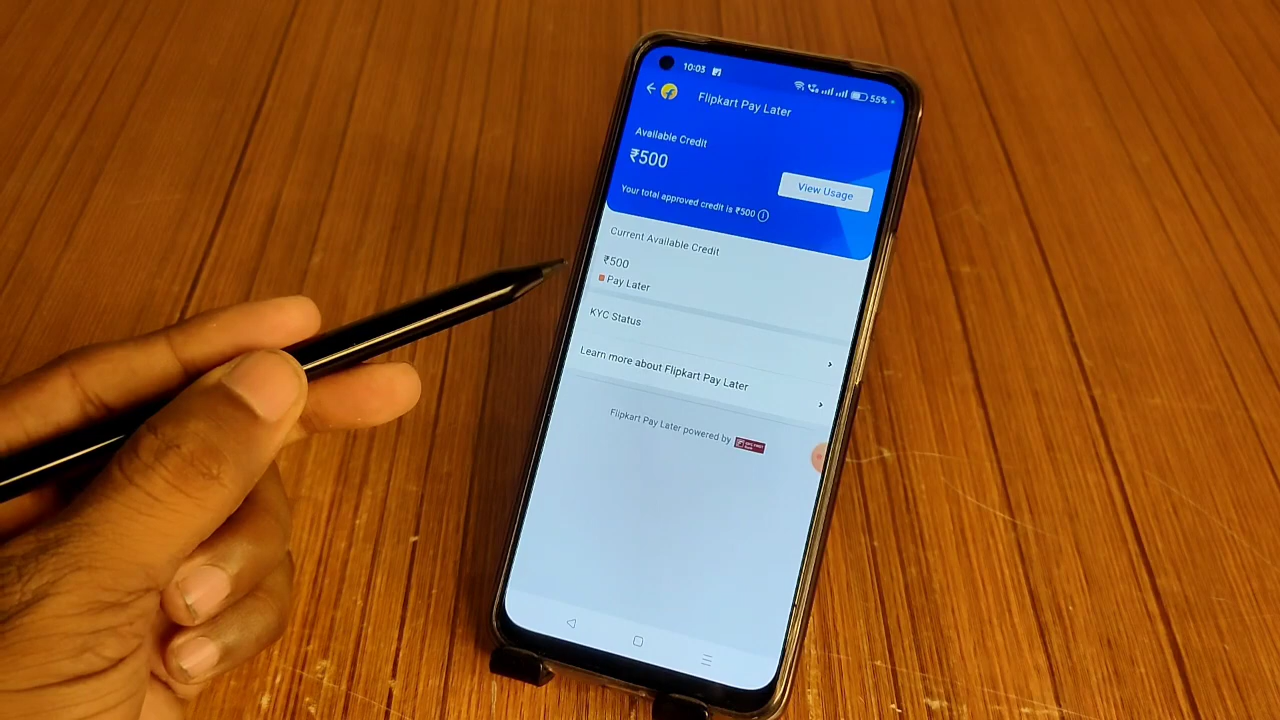 10:03
55%
Flipkart Pay Later
Available Credit
₹500
View Usage
Your total approved credit is ₹500
Current Available Credit
₹500
Pay Later
KYC Status
Learn more about Flipkart Pay Later
Flipkart Pay Later powered by